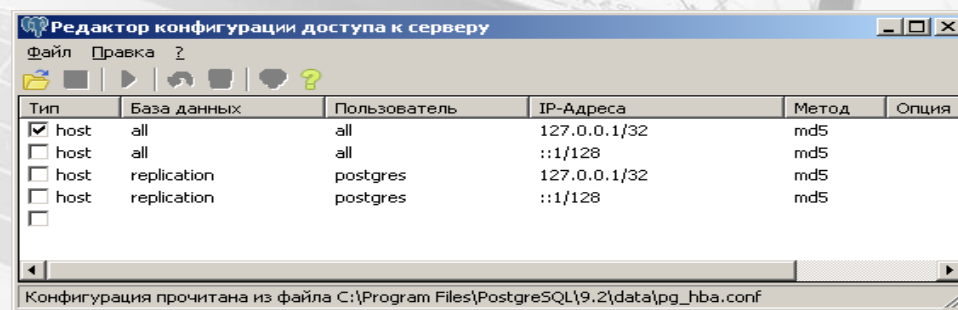 Редактор конфигурации доступа к серверу
Файл Правка ?
Тип База данных Пользователь IP-Адреса Метод Опция
host all all 127.0.0.1/32 md5
host all all ::1/128 md5
host replication postgres 127.0.0.1/32 md5
host replication postgres ::1/128 md5
Конфигурация прочитана из файла C:\Program Files\PostgreSQL\9.2\data\pg_hba.conf